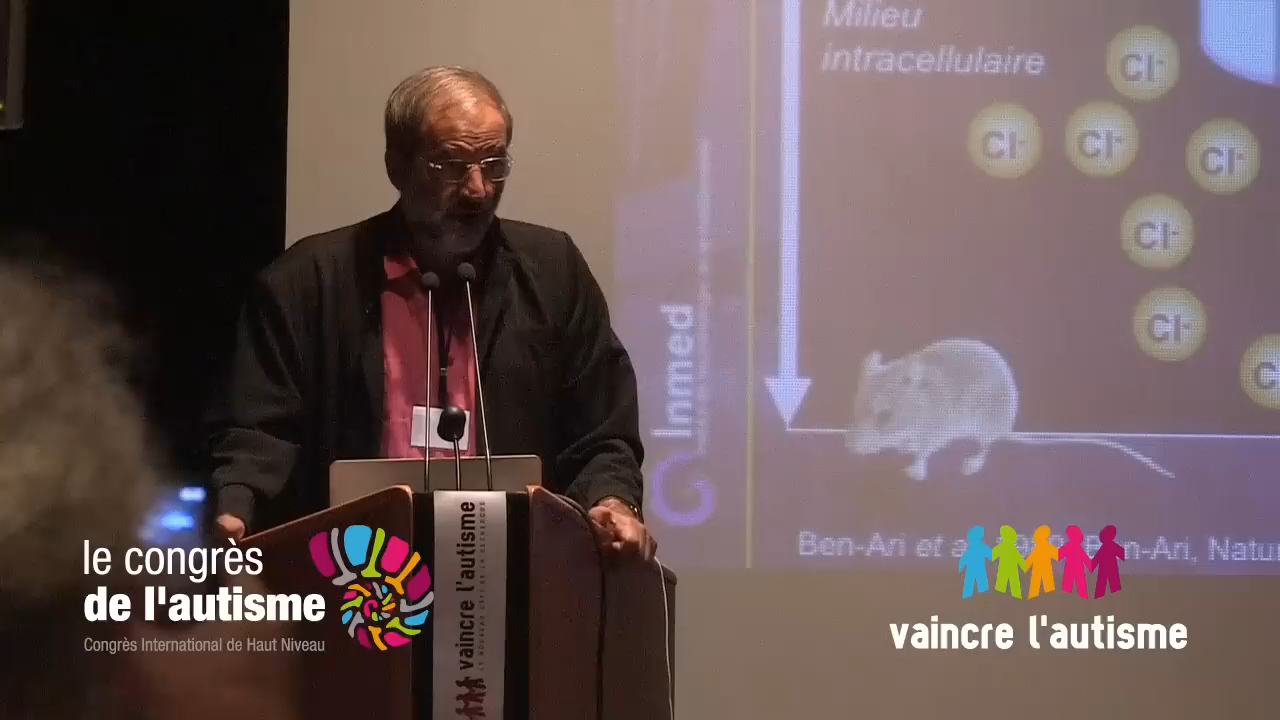 Milieu
intracellulaire
Cl-
Cl-
Cl-
Cl-
Cl-
Cl-
Inmed
Ben-Ari et al
Ben-Ari, Natur
vaincre l'autisme
le congrès
de l'autisme
Congrès International de Haut Niveau
vaincre l'autisme